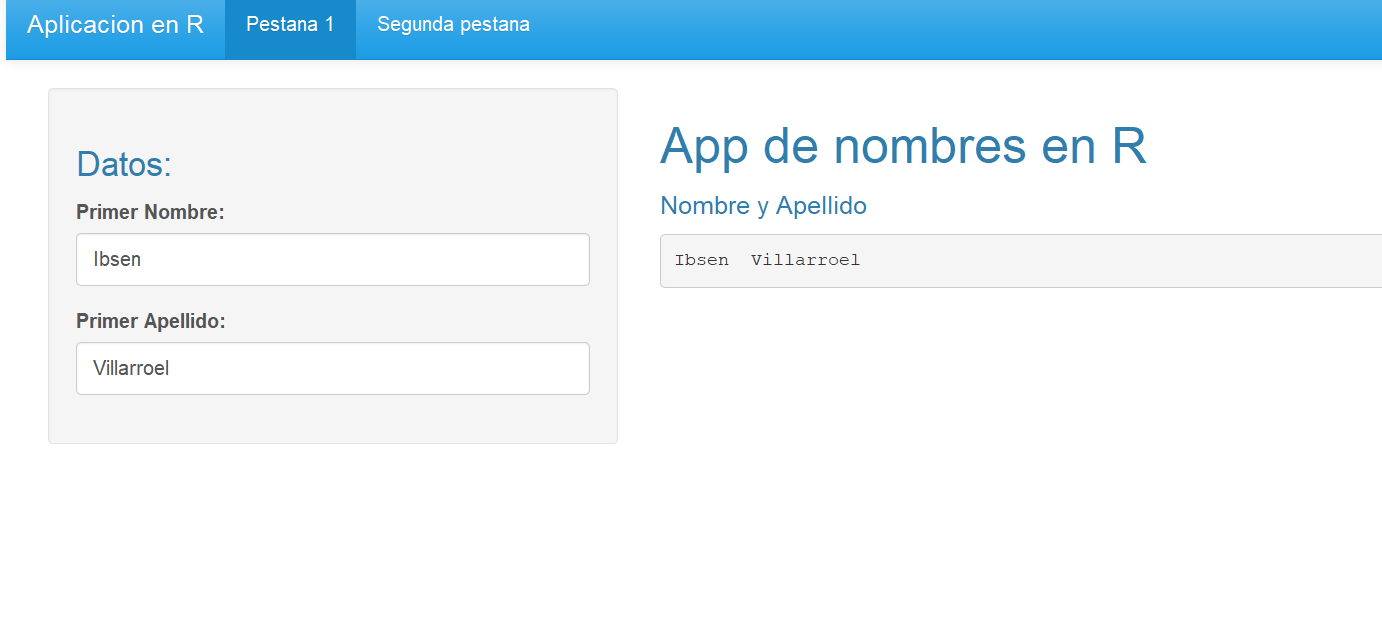 Aplicacion en R Pestana 1 Segunda pestana
Datos:
Primer Nombre:
Ibsen
Primer Apellido:
Villarroel
App de nombres en R
Nombre y Apellido
Ibsen  Villarroel